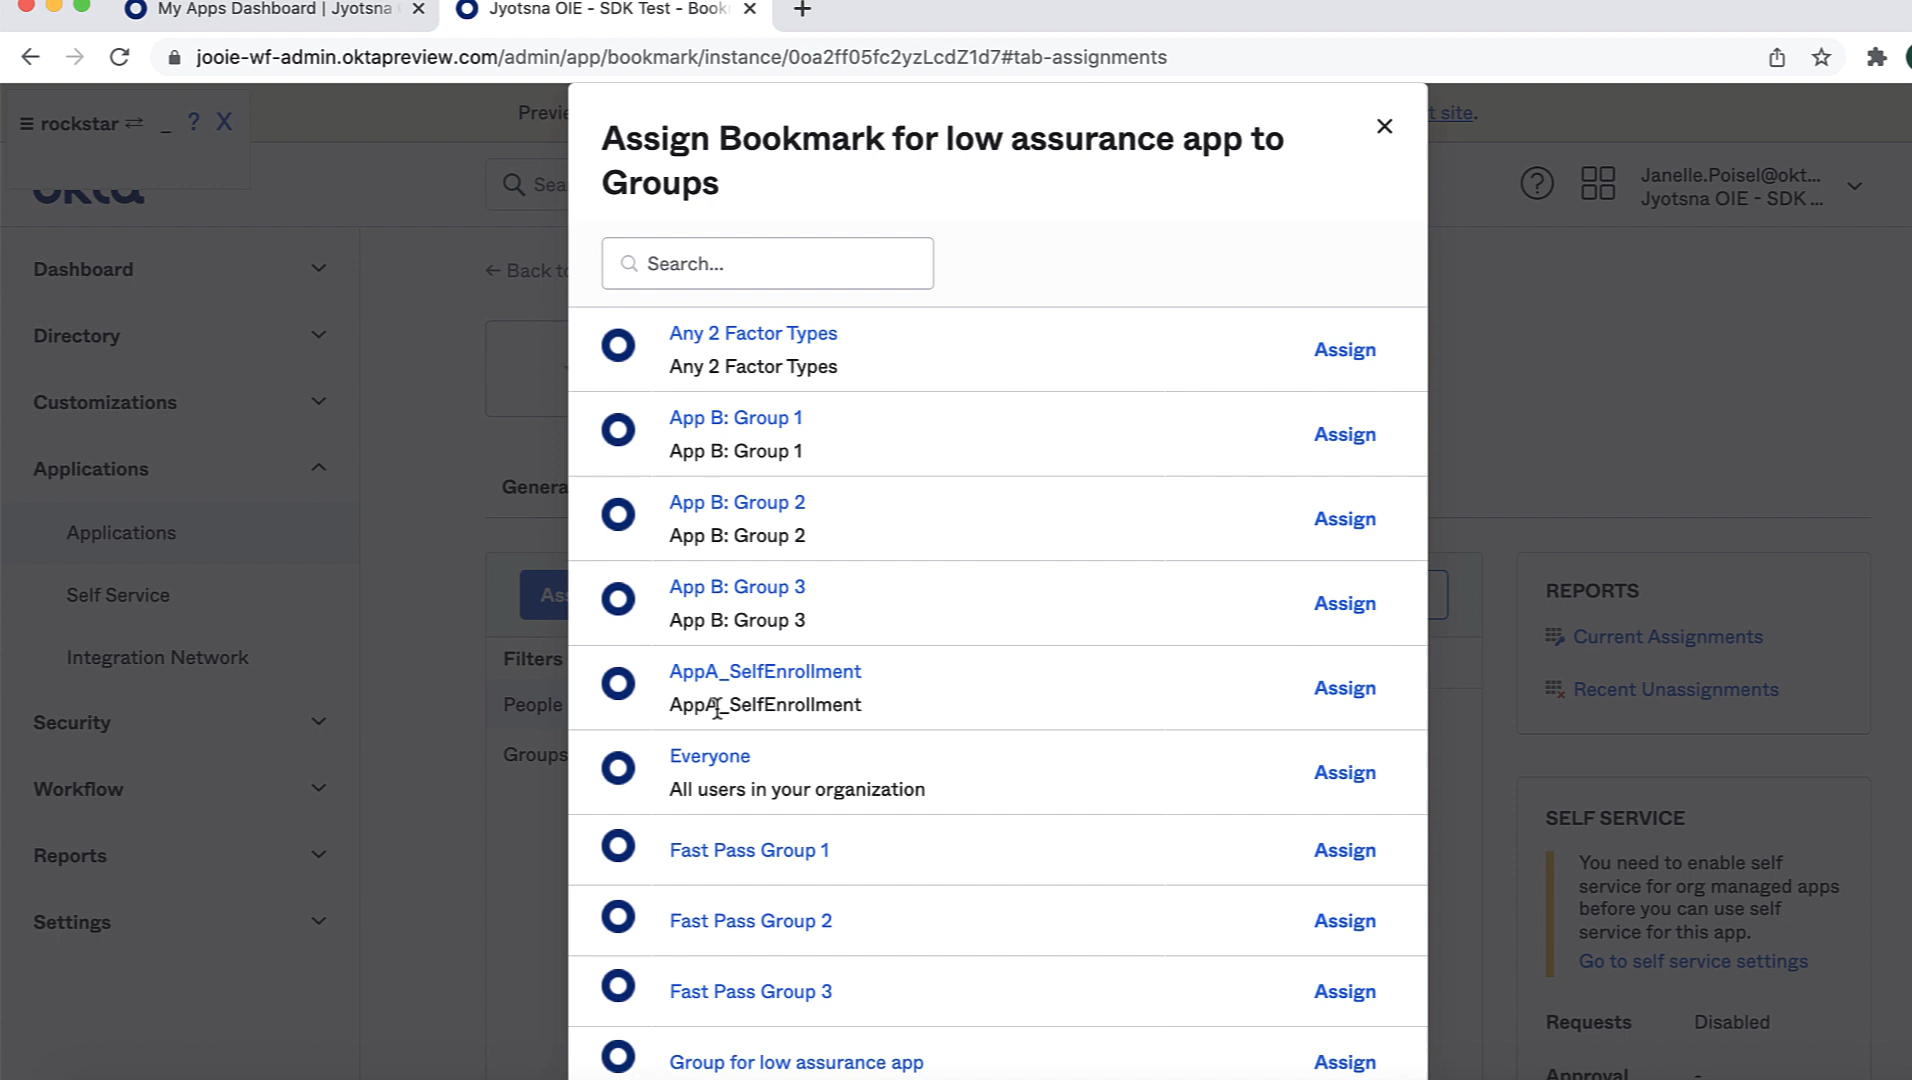 My Apps Dashboard | Jyotsna
Jyotsna OIE - SDK Test - Book
jooie-wf-admin.oktapreview.com/admin/app/bookmark/instance/0oa2ff05fc2yzLcdZ1d7#tab-assignments
rockstar
_ ? X
Previe
t site.
okta
Sea
Janelle.Poisel@okt...
Jyotsna OIE - SDK ...
Assign Bookmark for low assurance app to
Groups
Search...
Dashboard
Directory
Customizations
Applications
Applications
Self Service
Integration Network
Security
Workflow
Reports
Settings
← Back to
Genera
Ass
Filters
People
Groups
Any 2 Factor Types
Any 2 Factor Types
Assign
App B: Group 1
App B: Group 1
Assign
App B: Group 2
App B: Group 2
Assign
App B: Group 3
App B: Group 3
Assign
AppA_SelfEnrollment
AppA_SelfEnrollment
Assign
Everyone
All users in your organization
Assign
Fast Pass Group 1
Assign
Fast Pass Group 2
Assign
Fast Pass Group 3
Assign
Group for low assurance app
Assign
REPORTS
Current Assignments
Recent Unassignments
SELF SERVICE
You need to enable self
service for org managed apps
before you can use self
service for this app.
Go to self service settings
Requests Disabled
Approval -